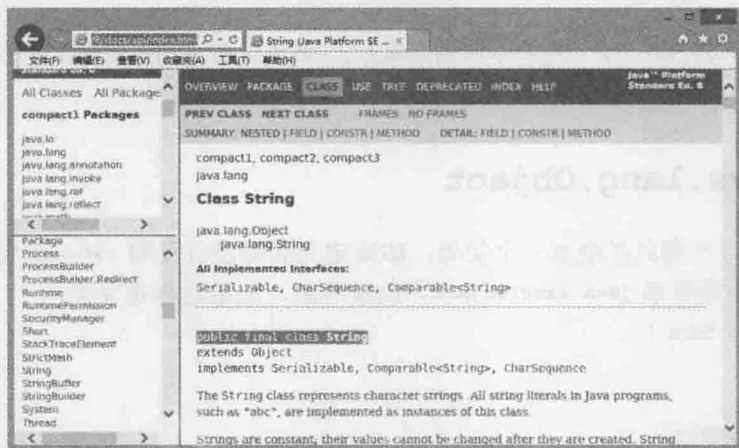 /docs/api/index.html
String (Java Platform SE ...
文件(F) 编辑(E) 查看(V) 收藏夹(A) 工具(T) 帮助(H)
All Classes All Package
compact1 Packages
java.io
java.lang
java.lang.annotation
java.lang.invoke
java.lang.ref
java.lang.reflect
java.math
Package
Process
ProcessBuilder
ProcessBuilder.Redirect
Runtime
RuntimePermission
SecurityManager
Short
StackTraceElement
StrictMath
String
StringBuffer
StringBuilder
System
Thread
OVERVIEW PACKAGE CLASS USE TREE DEPRECATED INDEX HELP
Java™ Platform
Standard Ed. 8
PREV CLASS NEXT CLASS FRAMES NO FRAMES
SUMMARY: NESTED | FIELD | CONSTR | METHOD DETAIL: FIELD | CONSTR | METHOD
compact1, compact2, compact3
java.lang
Class String
java.lang.Object
java.lang.String
All Implemented Interfaces:
Serializable, CharSequence, Comparable<String>
public final class String
extends Object
implements Serializable, Comparable<String>, CharSequence
The String class represents character strings. All string literals in Java programs,
such as "abc", are implemented as instances of this class.
Strings are constant; their values cannot be changed after they are created. String